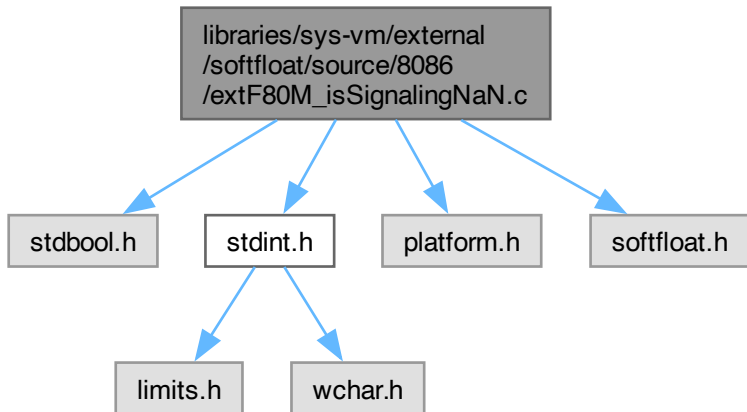 libraries/sys-vm/external
/softfloat/source/8086
/extF80M_isSignalingNaN.c
stdbool.h
stdint.h
platform.h
softfloat.h
limits.h
wchar.h